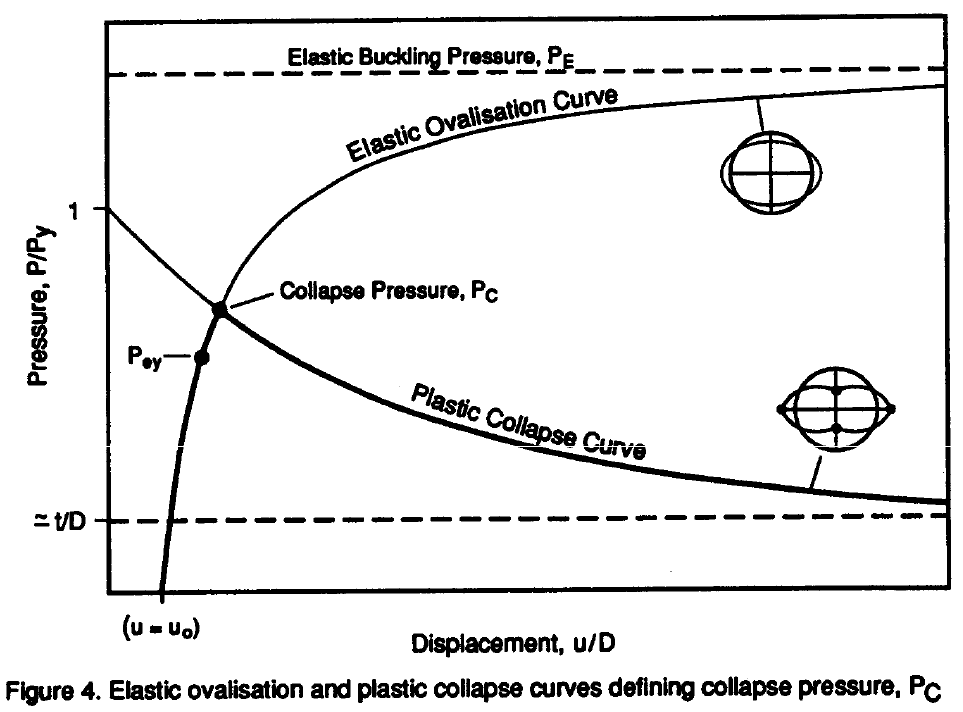 Elastic Buckling Pressure, PE
Elastic Ovalisation Curve
1
Pressure, P/Py
Collapse Pressure, PC
Pey
Plastic Collapse Curve
≃ t/D
(u = uo)
Displacement, u/D
Figure 4. Elastic ovalisation and plastic collapse curves defining collapse pressure, PC